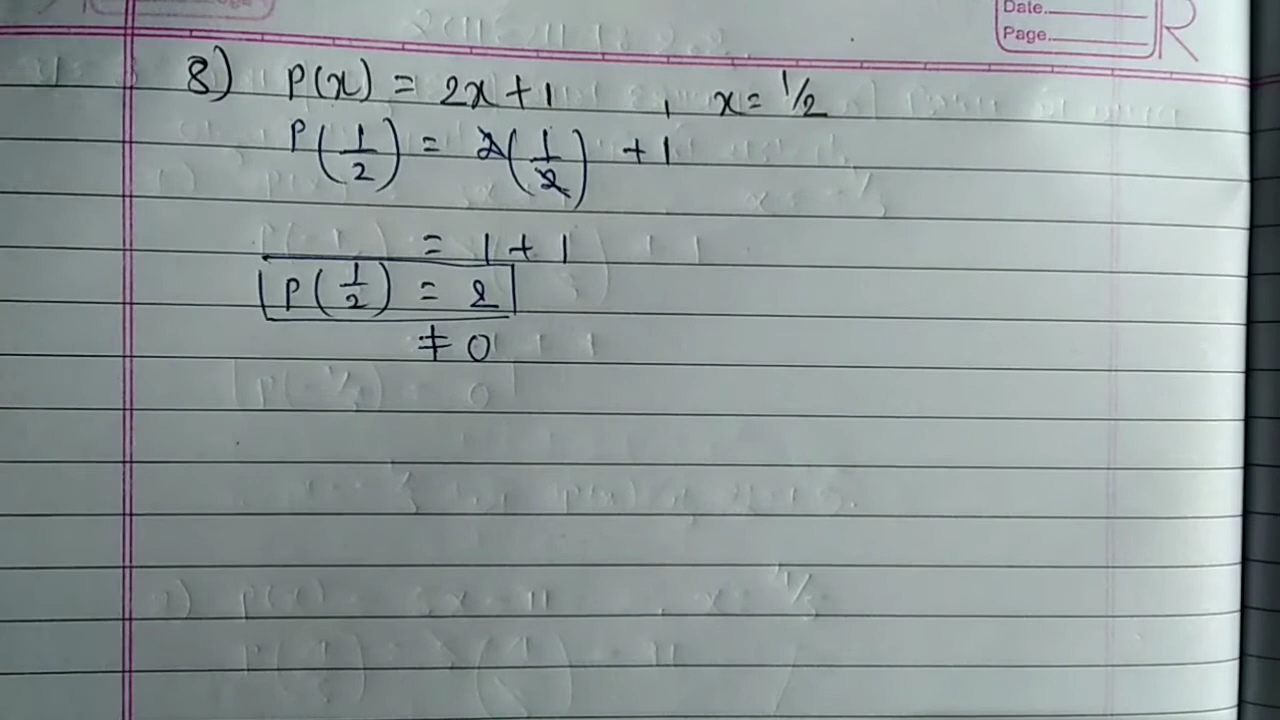 Date.
Page.
R
8) P(x) = 2x+1 , x= 1/2
P(1/2) = 2(1/2) +1
= 1+1
P(1/2) = 2
≠ 0